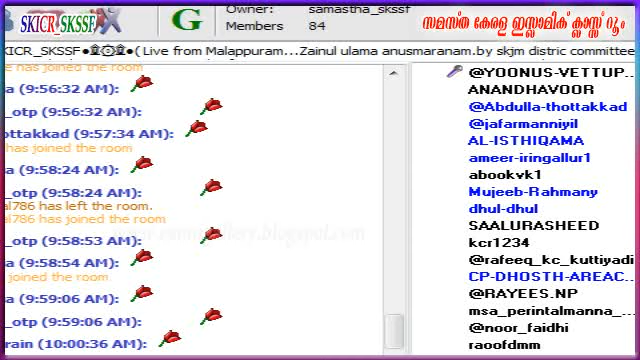 SKICR_SKSSF
G
Owner: samastha_skssf
Members 84
സമസ്ത കേരള ഇസ്ലാമിക് ക്ലാസ്സ് റൂം
KICR_SKSSF ( Live from Malappuram...Zainul ulama anusmaranam.by skjm distric committee
e has joined the room
a (9:56:32 AM):
_otp (9:56:32 AM):
ottakkad (9:57:34 AM):
has joined the room
a (9:58:24 AM):
_otp (9:58:24 AM):
al786 has left the room.
al786 has joined the room
_otp (9:58:53 AM):
a (9:58:54 AM):
joined the room
a (9:59:06 AM):
_otp (9:59:06 AM):
rain (10:00:36 AM):
@YOONUS-VETTUP...
ANANDHAVOOR
@Abdulla-thottakkad
@jafarmanniyil
AL-ISTHIQAMA
ameer-iringallur1
abookvk1
Mujeeb-Rahmany
dhul-dhul
SAALURASHEED
kcr1234
@rafeeq_kc_kuttiyadi
CP-DHOSTH-AREAC...
@RAYEES.NP
msa_perintalmanna_...
@noor_faidhi
raoofdmm